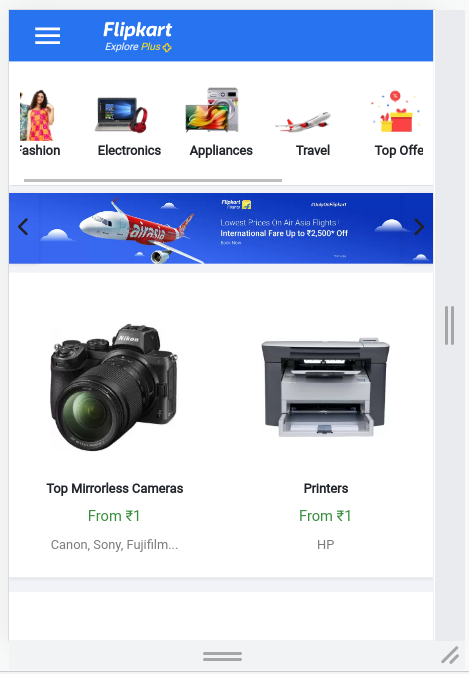 Flipkart
Explore Plus
Fashion
Electronics
Appliances
Travel
Top Offe
Flipkart
#OnlyOnFlipkart
Lowest Prices On Air Asia Flights !
International Fare Up to ₹2,500* Off
Book Now
airasia
Nikon
Top Mirrorless Cameras
Printers
From ₹1
From ₹1
Canon, Sony, Fujifilm...
HP